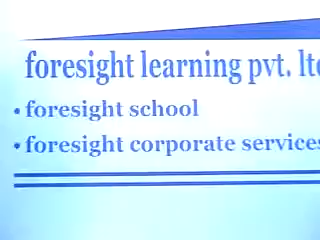 foresight learning pvt. ltd
• foresight school
• foresight corporate services